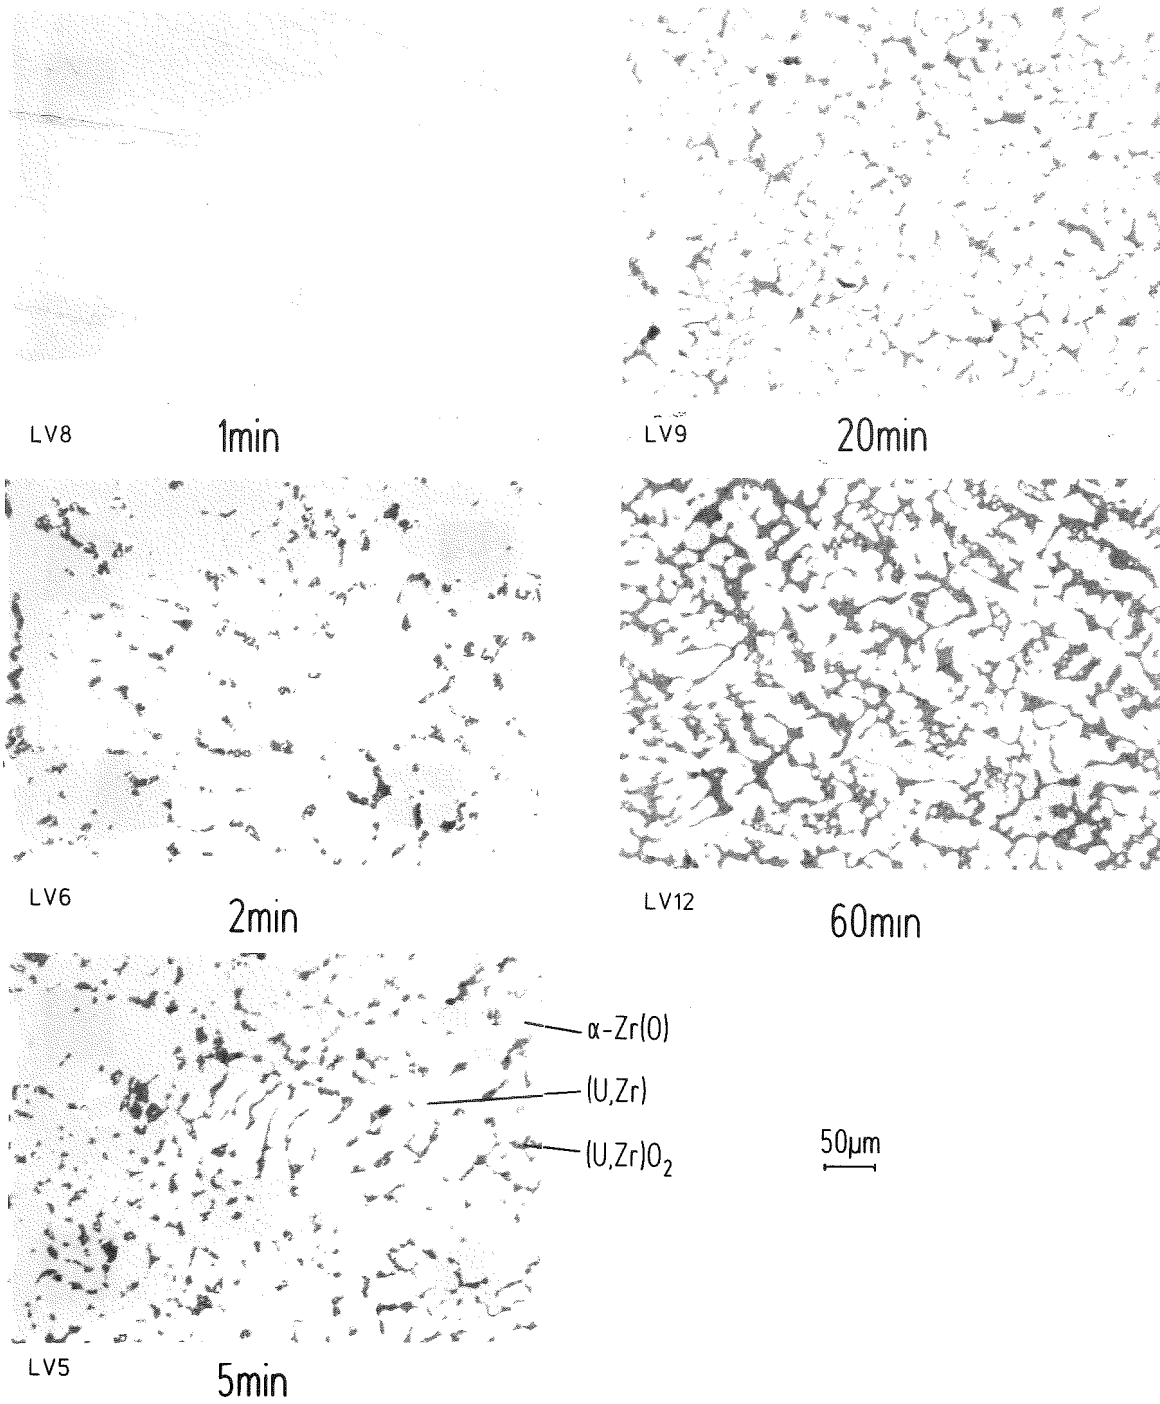 LV8 1min
LV9 20min
LV6 2min
LV12 60min
α-Zr(O)
(U,Zr)
(U,Zr)O₂
50µm
LV5 5min